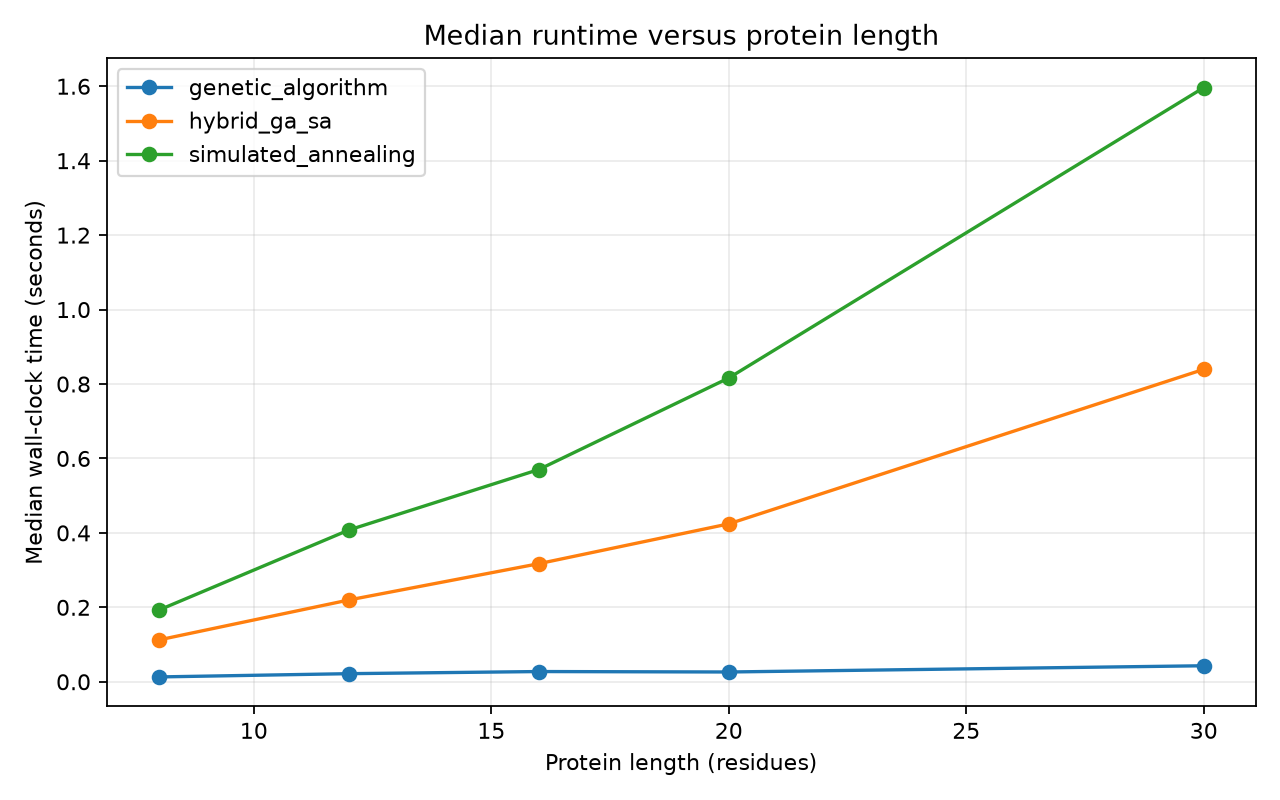 Median runtime versus protein length
genetic_algorithm
hybrid_ga_sa
simulated_annealing
Median wall-clock time (seconds)
1.6
1.4
1.2
1.0
0.8
0.6
0.4
0.2
0.0
10 15 20 25 30
Protein length (residues)